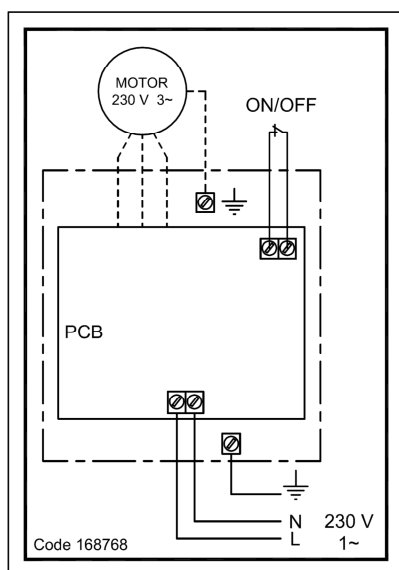 MOTOR
230 V 3~
ON/OFF
PCB
N 230 V
L 1~
Code 168768